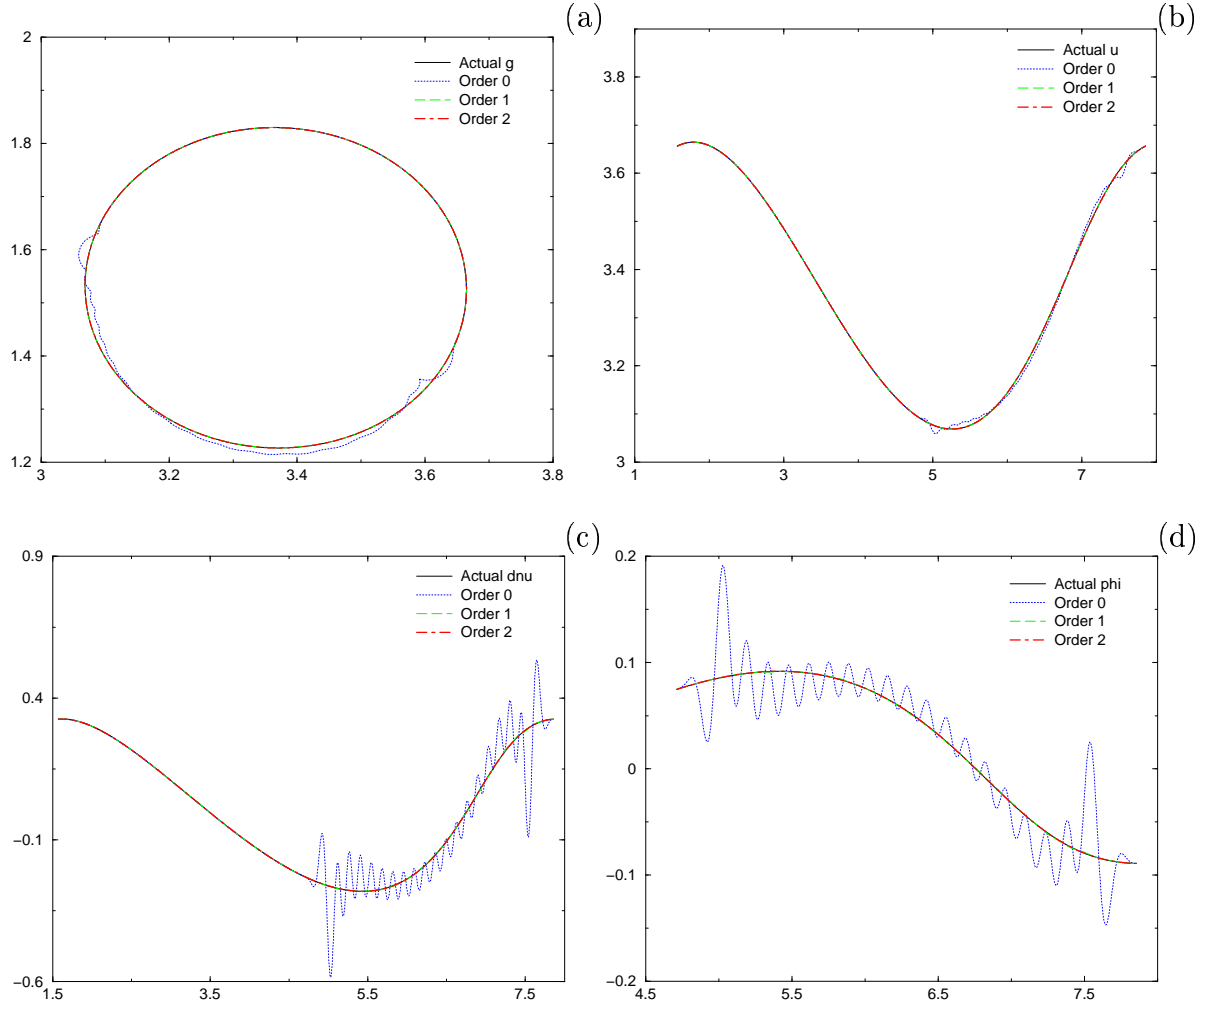 (a)
2
1.8
1.6
1.4
1.2
3
3.2
3.4
3.6
3.8
Actual g
Order 0
Order 1
Order 2
(b)
3.8
3.6
3.4
3.2
3
1
3
5
7
Actual u
Order 0
Order 1
Order 2
(c)
0.9
0.4
−0.1
−0.6
1.5
3.5
5.5
7.5
Actual dnu
Order 0
Order 1
Order 2
(d)
0.2
0.1
0
−0.1
−0.2
4.5
5.5
6.5
7.5
Actual phi
Order 0
Order 1
Order 2